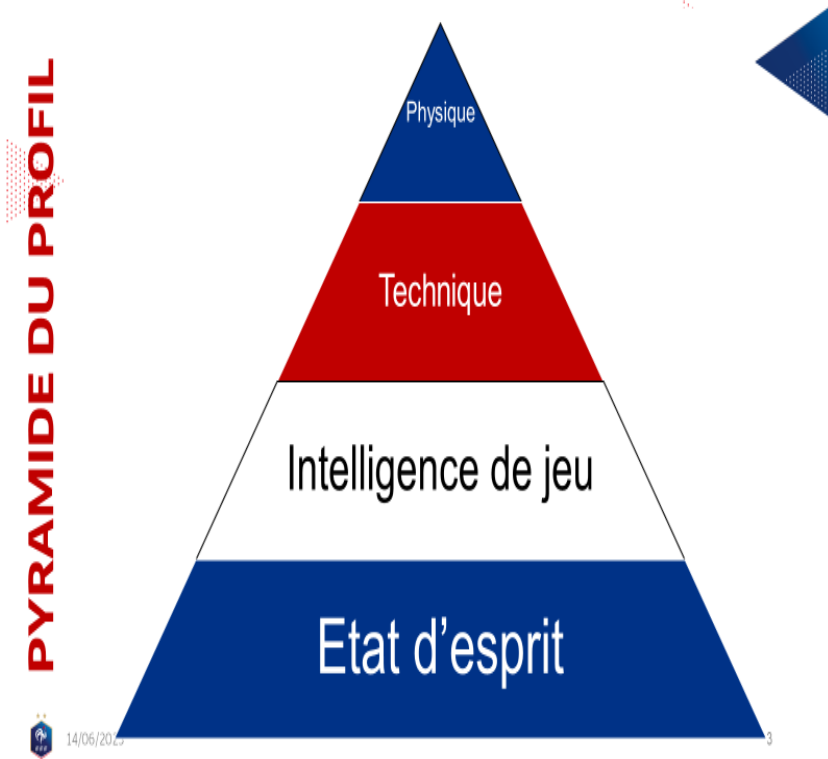 PYRAMIDE DU PROFIL
Physique
Technique
Intelligence de jeu
Etat d’esprit
3